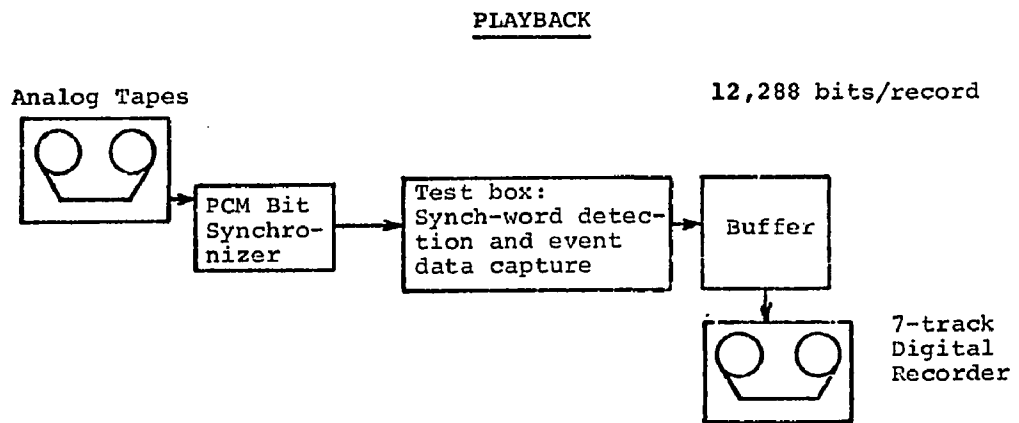 PLAYBACK
Analog Tapes
12,288 bits/record
PCM Bit
Synchro-
nizer
Test box:
Synch-word detec-
tion and event
data capture
Buffer
7-track
Digital
Recorder